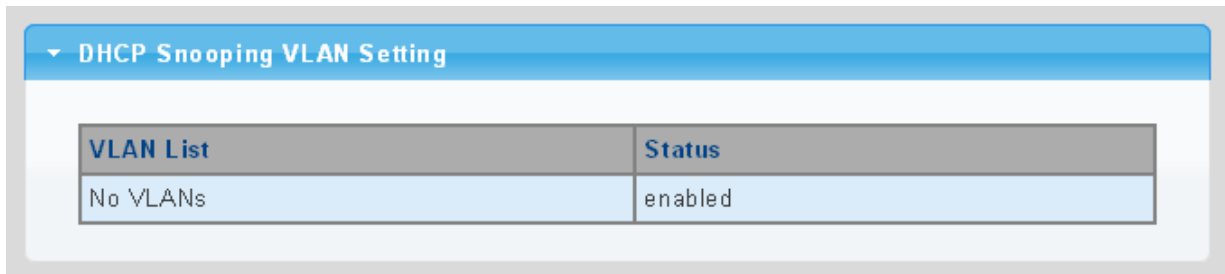 DHCP Snooping VLAN Setting
VLAN List Status
No VLANs enabled